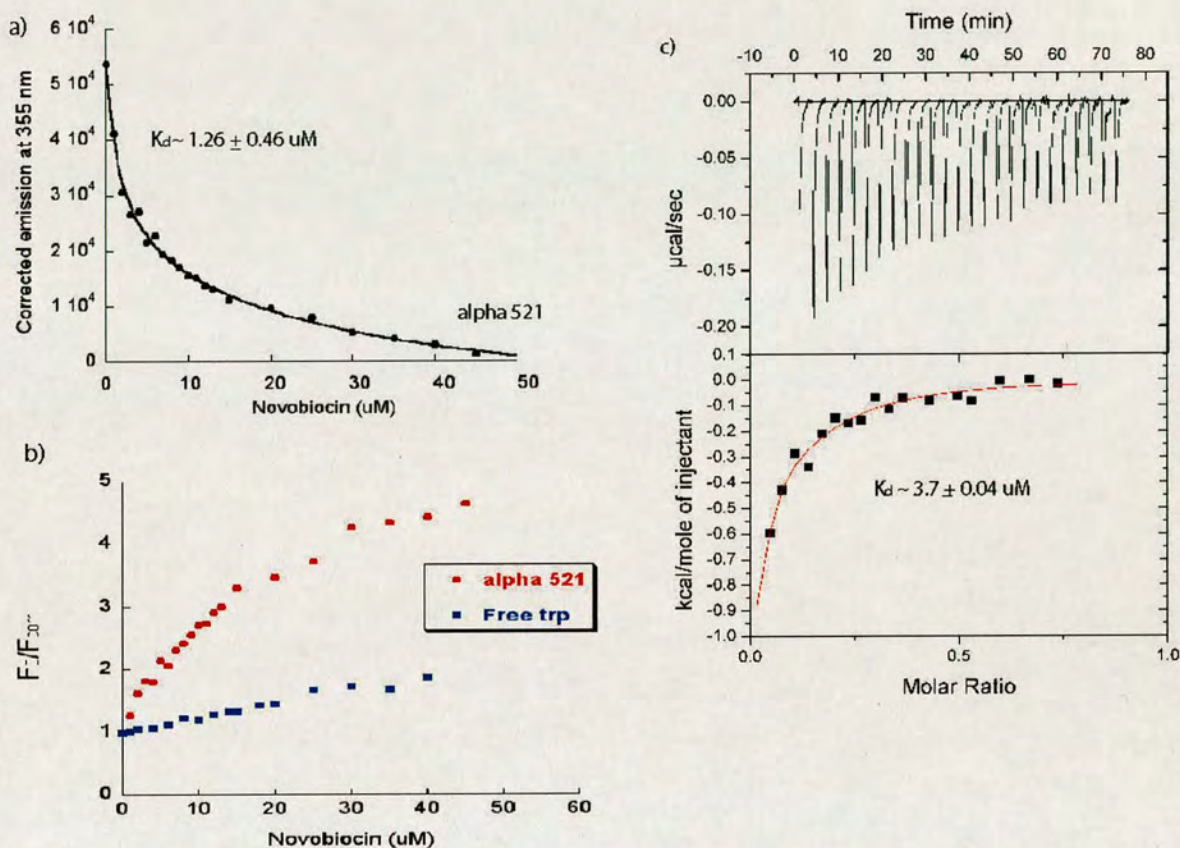 a)
6 10⁴
5 10⁴
4 10⁴
3 10⁴
2 10⁴
1 10⁴
0
Corrected emission at 355 nm
Kd ~ 1.26 ± 0.46 uM
alpha 521
0 10 20 30 40 50
Novobiocin (uM)
b)
5
4
3
2
1
0
alpha 521
Free trp
0 10 20 30 40 50 60
Novobiocin (uM)
c)
Time (min)
-10 0 10 20 30 40 50 60 70 80
0.00
-0.05
-0.10
-0.15
-0.20
µcal/sec
0.1
0.0
-0.1
-0.2
-0.3
-0.4
-0.5
-0.6
-0.7
-0.8
-0.9
-1.0
kcal/mole of injectant
Kd ~ 3.7 ± 0.04 uM
0.0 0.5 1.0
Molar Ratio